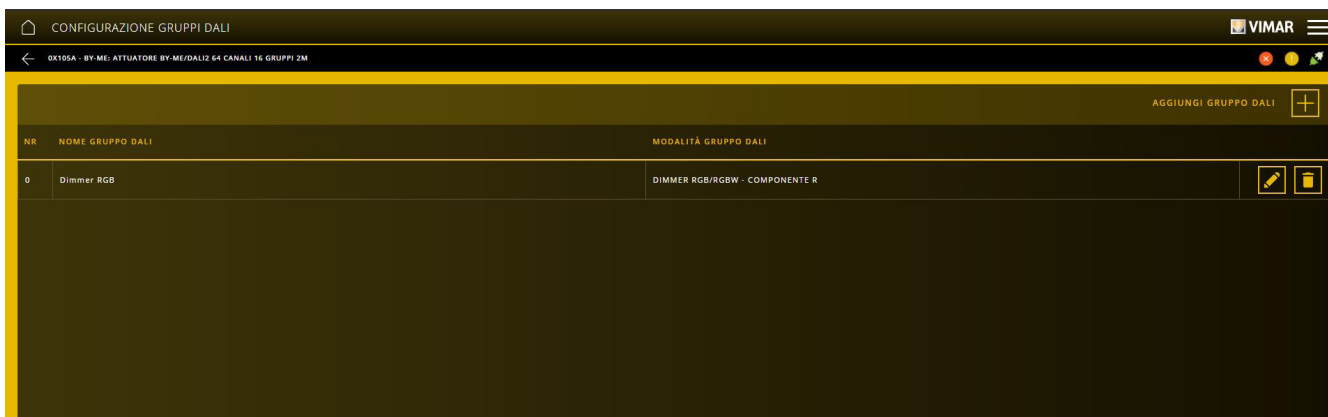 CONFIGURAZIONE GRUPPI DALI
VIMAR
0X105A - BY-ME: ATTUATORE BY-ME/DALI2 64 CANALI 16 GRUPPI 2M
AGGIUNGI GRUPPO DALI
NR NOME GRUPPO DALI MODALITÀ GRUPPO DALI
0 Dimmer RGB DIMMER RGB/RGBW - COMPONENTE R